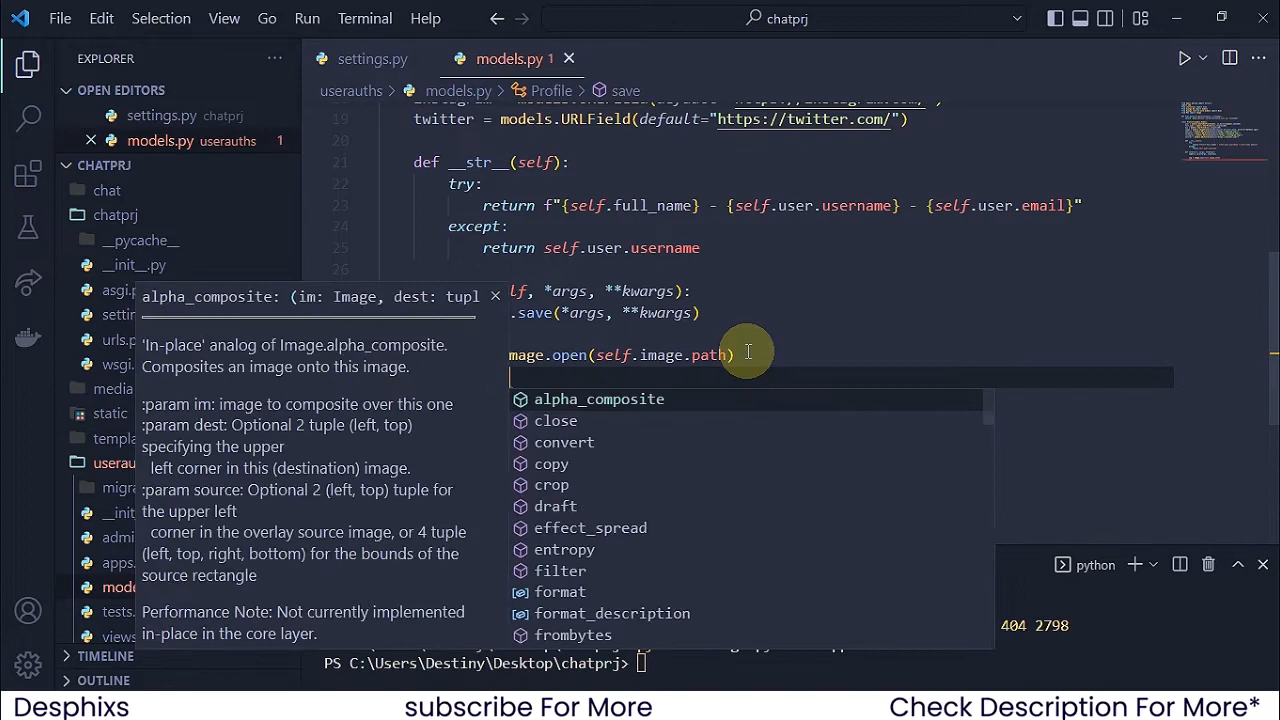 File Edit Selection View Go Run Terminal Help
chatprj
EXPLORER
settings.py
models.py 1
OPEN EDITORS
userauths > models.py > Profile > save
settings.py chatprj
models.py userauths 1
CHATPRJ
chat
chatprj
__pycache__
__init__.py
asgi.
settin
urls.p
wsgi.
media
static
templa
userau
migra
__init_
admi
apps.
mode
tests.
views
TIMELINE
OUTLINE
19 twitter = models.URLField(default="https://twitter.com/")
20
21 def __str__(self):
22 try:
23 return f"{self.full_name} - {self.user.username} - {self.user.email}"
24 except:
25 return self.user.username
26
lf, *args, **kwargs):
.save(*args, **kwargs)
mage.open(self.image.path)
alpha_composite: (im: Image, dest: tupl
'In-place' analog of Image.alpha_composite.
Composites an image onto this image.
:param im: image to composite over this one
:param dest: Optional 2 tuple (left, top)
specifying the upper
left corner in this (destination) image.
:param source: Optional 2 (left, top) tuple for
the upper left
corner in the overlay source image, or 4 tuple
(left, top, right, bottom) for the bounds of the
source rectangle
Performance Note: Not currently implemented
in-place in the core layer.
alpha_composite
close
convert
copy
crop
draft
effect_spread
entropy
filter
format
format_description
frombytes
python
404 2798
PS C:\Users\Destiny\Desktop\chatprj>
Desphixs subscribe For More Check Description For More*